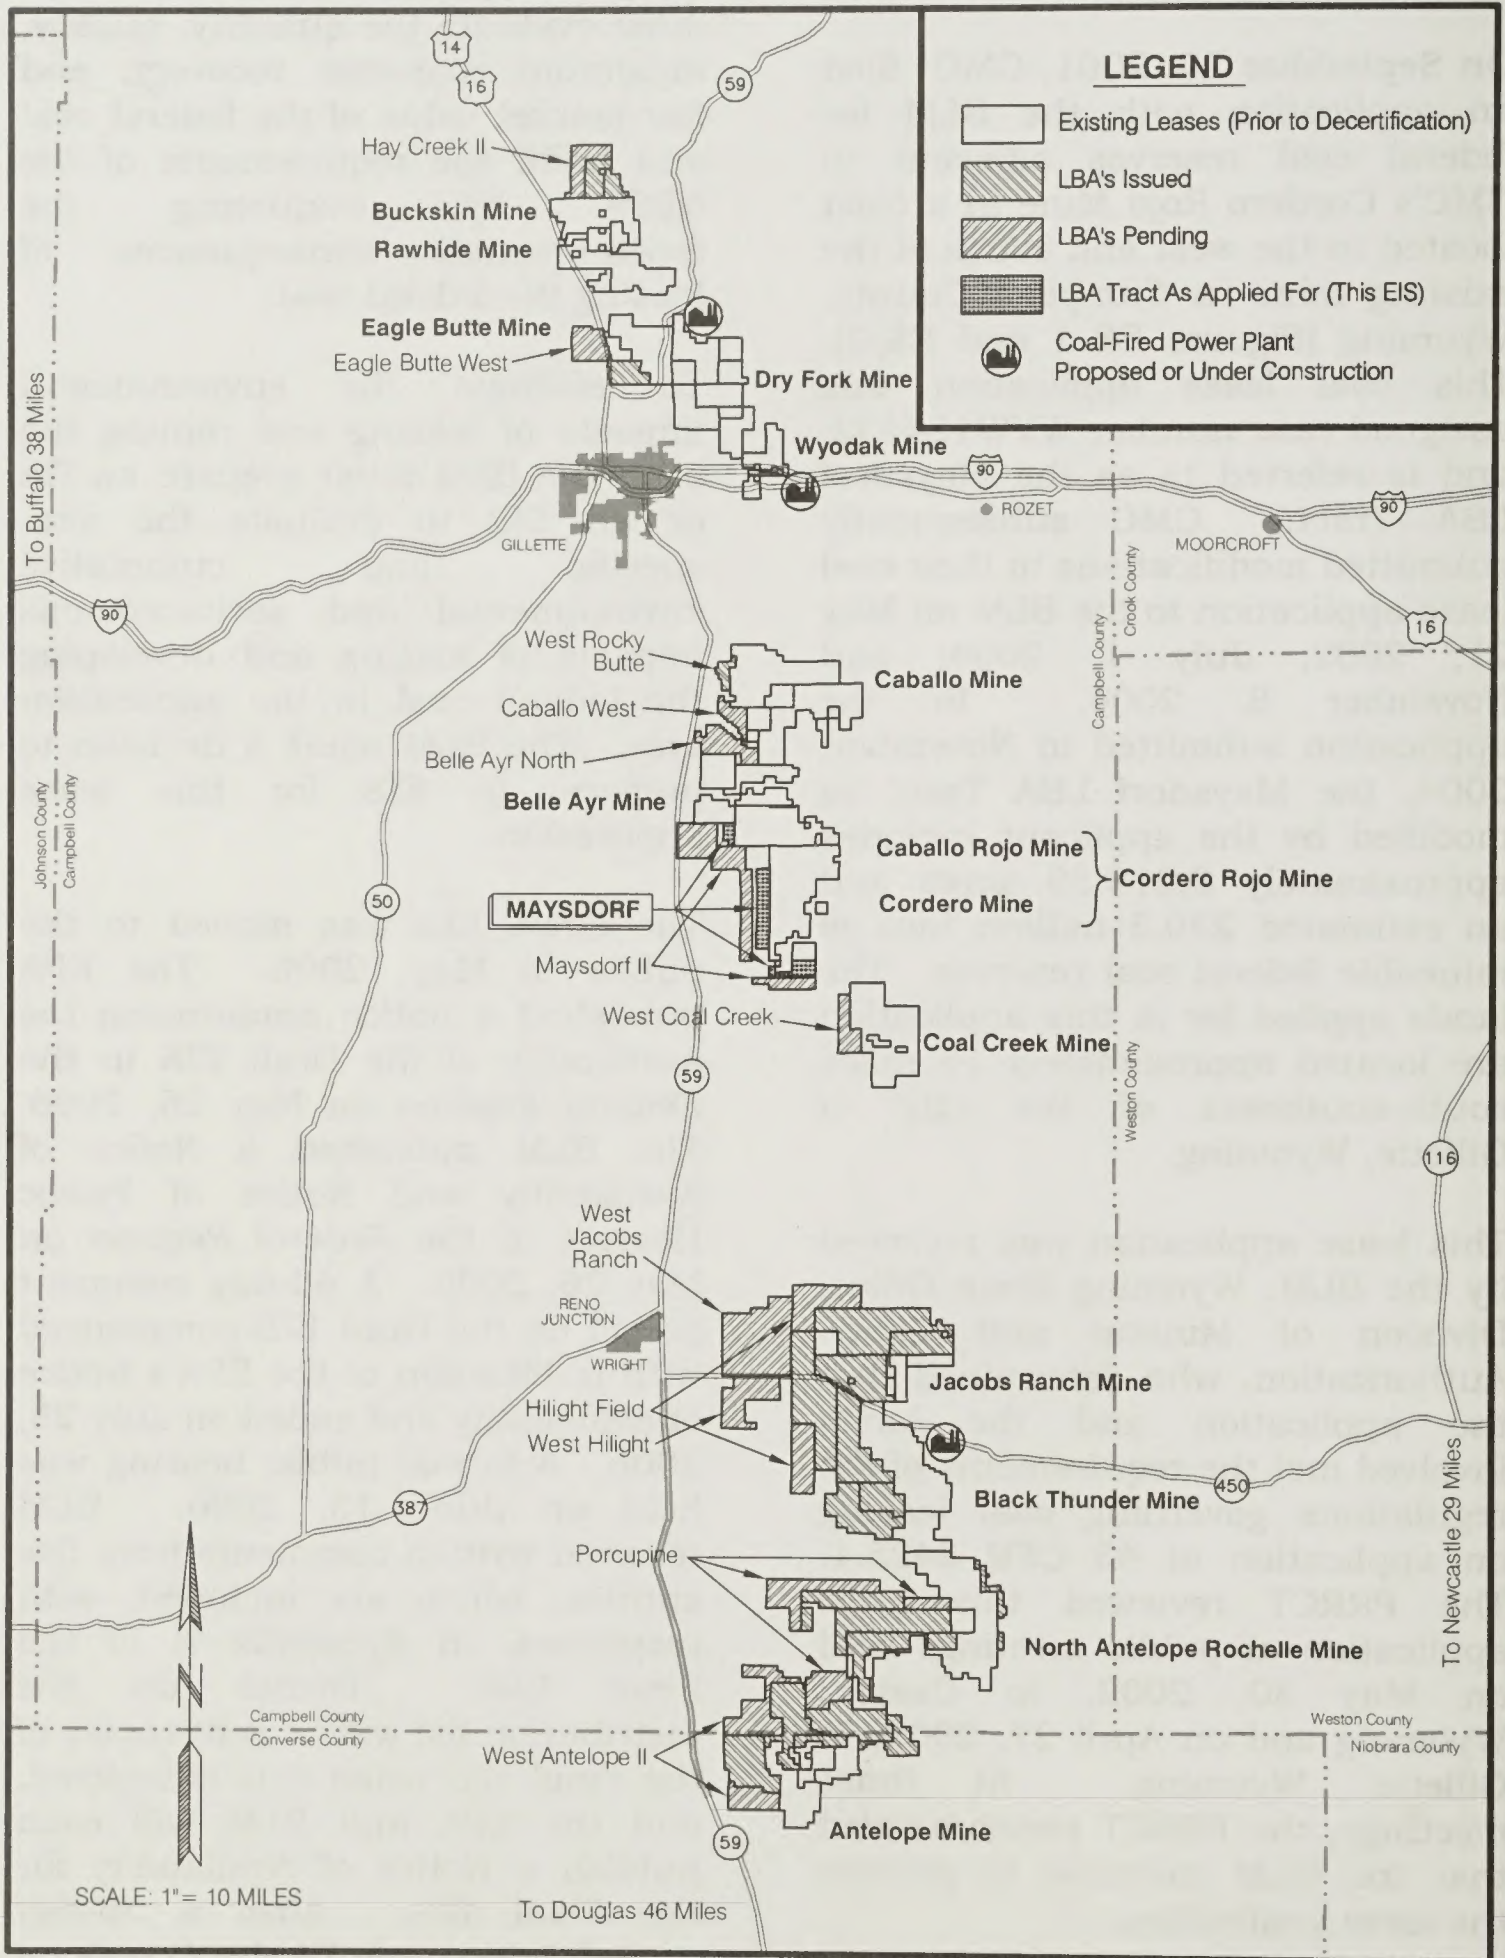 LEGEND
Existing Leases (Prior to Decertification)
LBA's Issued
LBA's Pending
LBA Tract As Applied For (This EIS)
Coal-Fired Power Plant
Proposed or Under Construction
14
16
59
Hay Creek II
Buckskin Mine
Rawhide Mine
Eagle Butte Mine
Eagle Butte West
Dry Fork Mine
Wyodak Mine
To Buffalo 38 Miles
90
ROZET
90
MOORCROFT
GILLETTE
90
16
Crook County
Campbell County
West Rocky
Butte
Caballo Mine
Caballo West
Belle Ayr North
Belle Ayr Mine
Johnson County
Campbell County
50
Caballo Rojo Mine
Cordero Rojo Mine
Cordero Mine
MAYSDORF
Maysdorf II
West Coal Creek
Coal Creek Mine
59
Weston County
116
West
Jacobs
Ranch
RENO
JUNCTION
WRIGHT
Jacobs Ranch Mine
Hilight Field
West Hilight
450
Black Thunder Mine
387
To Newcastle 29 Miles
Porcupine
North Antelope Rochelle Mine
N
Campbell County
Converse County
Weston County
Niobrara County
West Antelope II
Antelope Mine
59
SCALE: 1"= 10 MILES
To Douglas 46 Miles